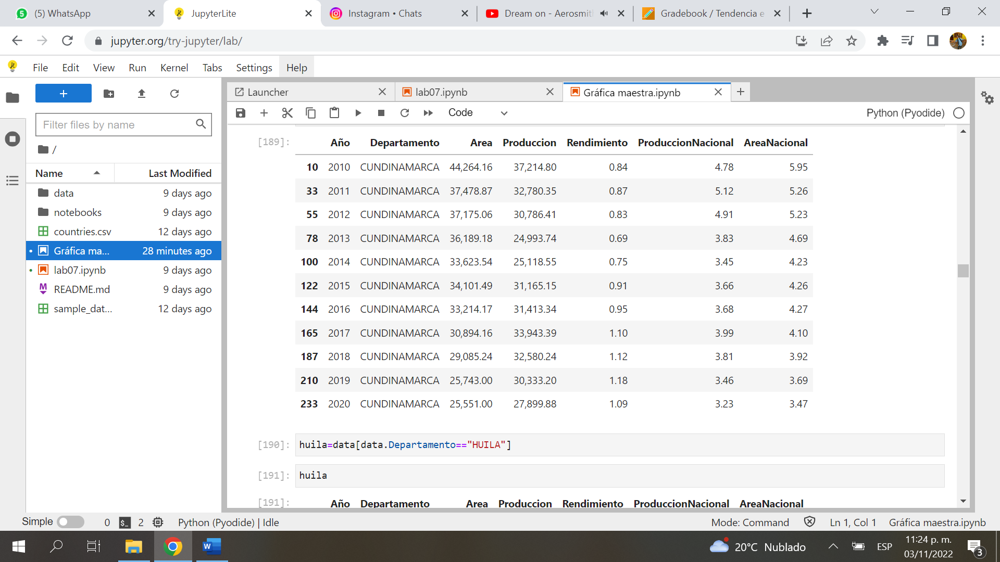 (5) WhatsApp
JupyterLite
Instagram • Chats
Dream on - Aerosmit
Gradebook / Tendencia e
jupyter.org/try-jupyter/lab/
File Edit View Run Kernel Tabs Settings Help
Launcher
lab07.ipynb
Gráfica maestra.ipynb
Code
Python (Pyodide)
Filter files by name
/
Name Last Modified
data 9 days ago
notebooks 9 days ago
countries.csv 12 days ago
Gráfica ma... 28 minutes ago
lab07.ipynb 9 days ago
README.md 9 days ago
sample_dat... 12 days ago
[189]:
Año Departamento Area Produccion Rendimiento ProduccionNacional AreaNacional
10 2010 CUNDINAMARCA 44,264.16 37,214.80 0.84 4.78 5.95
33 2011 CUNDINAMARCA 37,478.87 32,780.35 0.87 5.12 5.26
55 2012 CUNDINAMARCA 37,175.06 30,786.41 0.83 4.91 5.23
78 2013 CUNDINAMARCA 36,189.18 24,993.74 0.69 3.83 4.69
100 2014 CUNDINAMARCA 33,623.54 25,118.55 0.75 3.45 4.23
122 2015 CUNDINAMARCA 34,101.49 31,165.15 0.91 3.66 4.26
144 2016 CUNDINAMARCA 33,214.17 31,413.34 0.95 3.68 4.27
165 2017 CUNDINAMARCA 30,894.16 33,943.39 1.10 3.99 4.10
187 2018 CUNDINAMARCA 29,085.24 32,580.24 1.12 3.81 3.92
210 2019 CUNDINAMARCA 25,743.00 30,333.20 1.18 3.46 3.69
233 2020 CUNDINAMARCA 25,551.00 27,899.88 1.09 3.23 3.47
[190]: huila=data[data.Departamento=="HUILA"]
[191]: huila
[191]: Año Departamento Area Produccion Rendimiento ProduccionNacional AreaNacional
Simple 0 $_ 2 Python (Pyodide) | Idle
Mode: Command Ln 1, Col 1 Gráfica maestra.ipynb
20°C Nublado
ESP
11:24 p. m.
03/11/2022
3